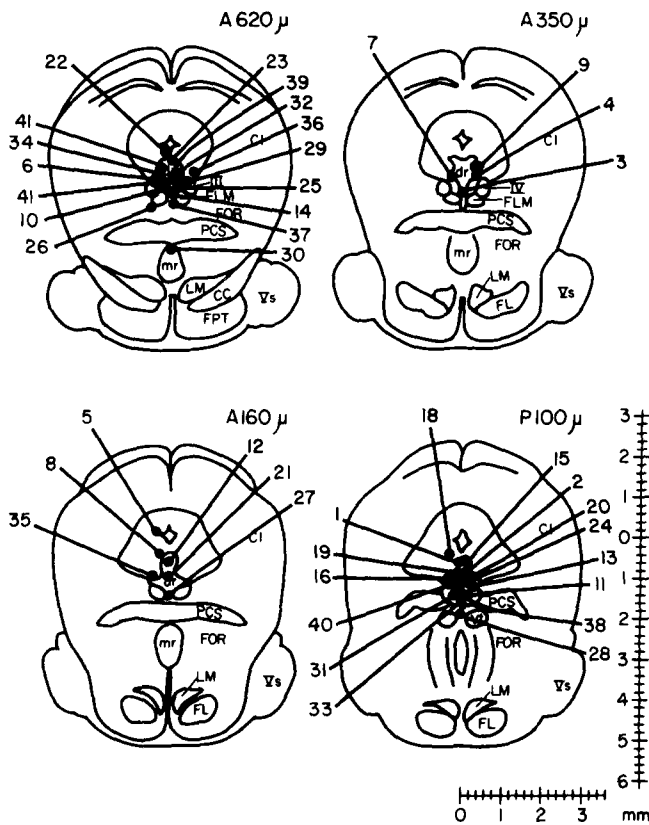 A 620 μ
A 350 μ
22
23
39
32
36
29
41
34
6
41
10
26
25
14
37
30
CI
III
FLM
FOR
PCS
mr
LM
CC
FPT
Vs
7
9
4
3
CI
dr
IV
FLM
PCS
FOR
mr
LM
FL
Vs
A 160 μ
P 100 μ
5
8
35
12
21
27
CI
dr
PCS
FOR
mr
LM
FL
Vs
18
1
19
16
40
31
33
15
2
20
24
13
11
38
28
CI
PCS
FOR
LM
FL
Vs
3
2
1
0
1
2
3
4
5
6
0 1 2 3 mm